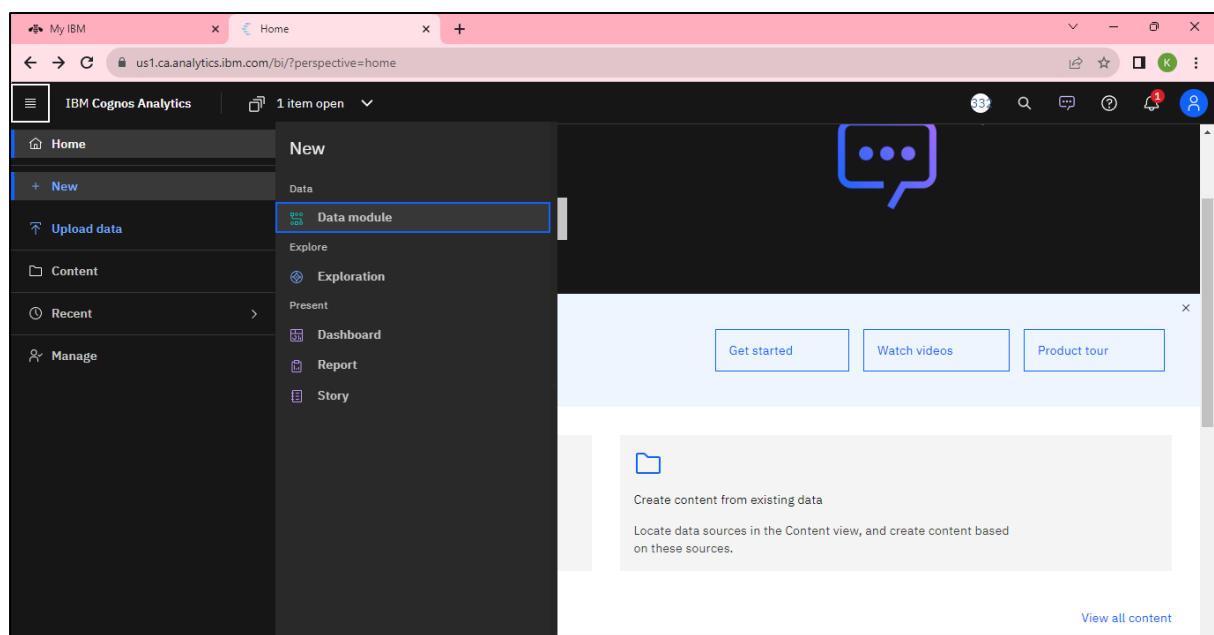 My IBM
Home
us1.ca.analytics.ibm.com/bi/?perspective=home
K
IBM Cognos Analytics
1 item open
332
1
Home
New
Upload data
Content
Recent
Manage
New
Data
Data module
Explore
Exploration
Present
Dashboard
Report
Story
Get started
Watch videos
Product tour
Create content from existing data
Locate data sources in the Content view, and create content based
on these sources.
View all content